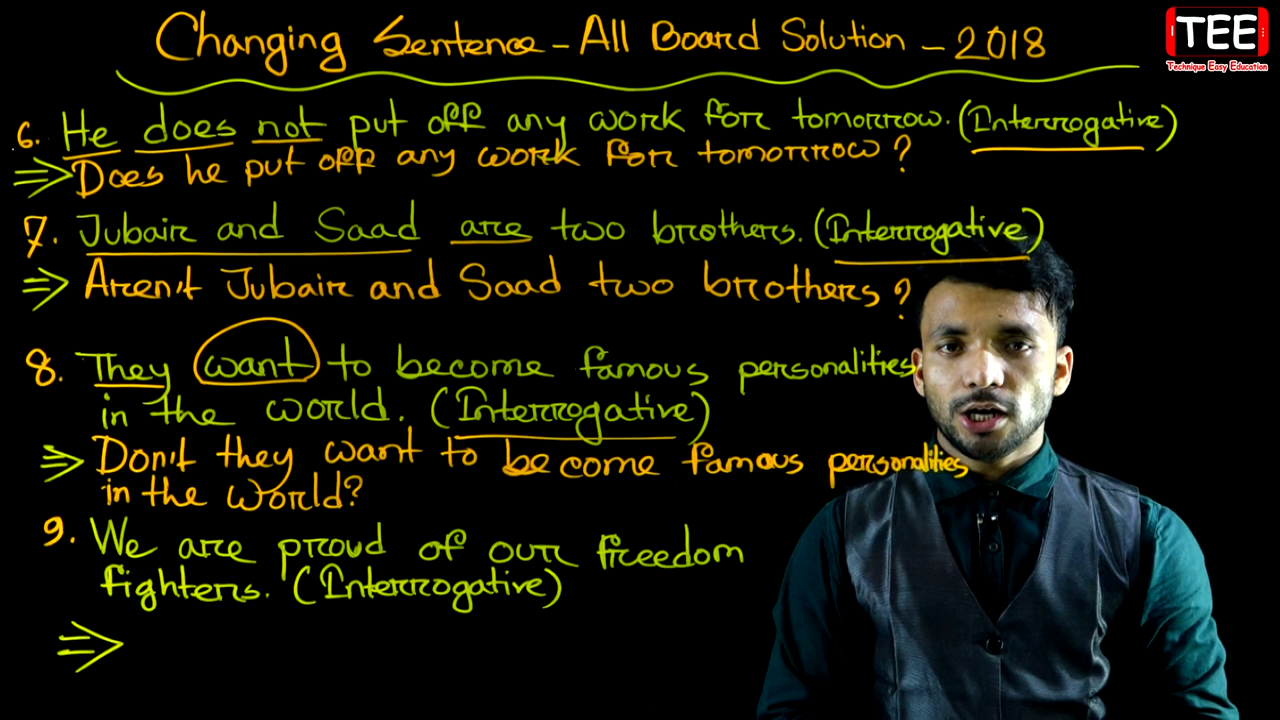 Changing Sentence - All Board Solution - 2018
TEE
Technique Easy Education
6. He does not put off any work for tomorrow. (Interrogative)
⇒ Does he put off any work for tomorrow?
7. Jubair and Saad are two brothers. (Interrogative)
⇒ Aren't Jubair and Saad two brothers?
8. They want to become famous personalities
in the world. (Interrogative)
⇒ Don't they want to become famous personalities
in the world?
9. We are proud of our freedom
fighters. (Interrogative)
⇒